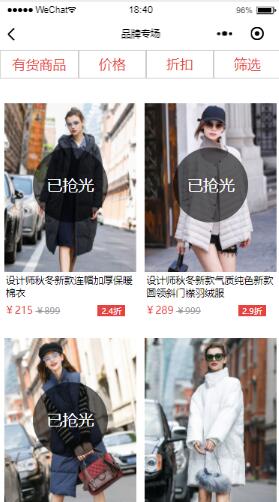 ●●●●● WeChat 18:40 96%
品牌专场
有货商品 价格 折扣 筛选
已抢光 已抢光
设计师秋冬新款连帽加厚保暖棉衣
¥215 ¥899 2.4折
设计师秋冬新款气质纯色新款圆领斜门襟羽绒服
¥289 ¥999 2.9折
已抢光